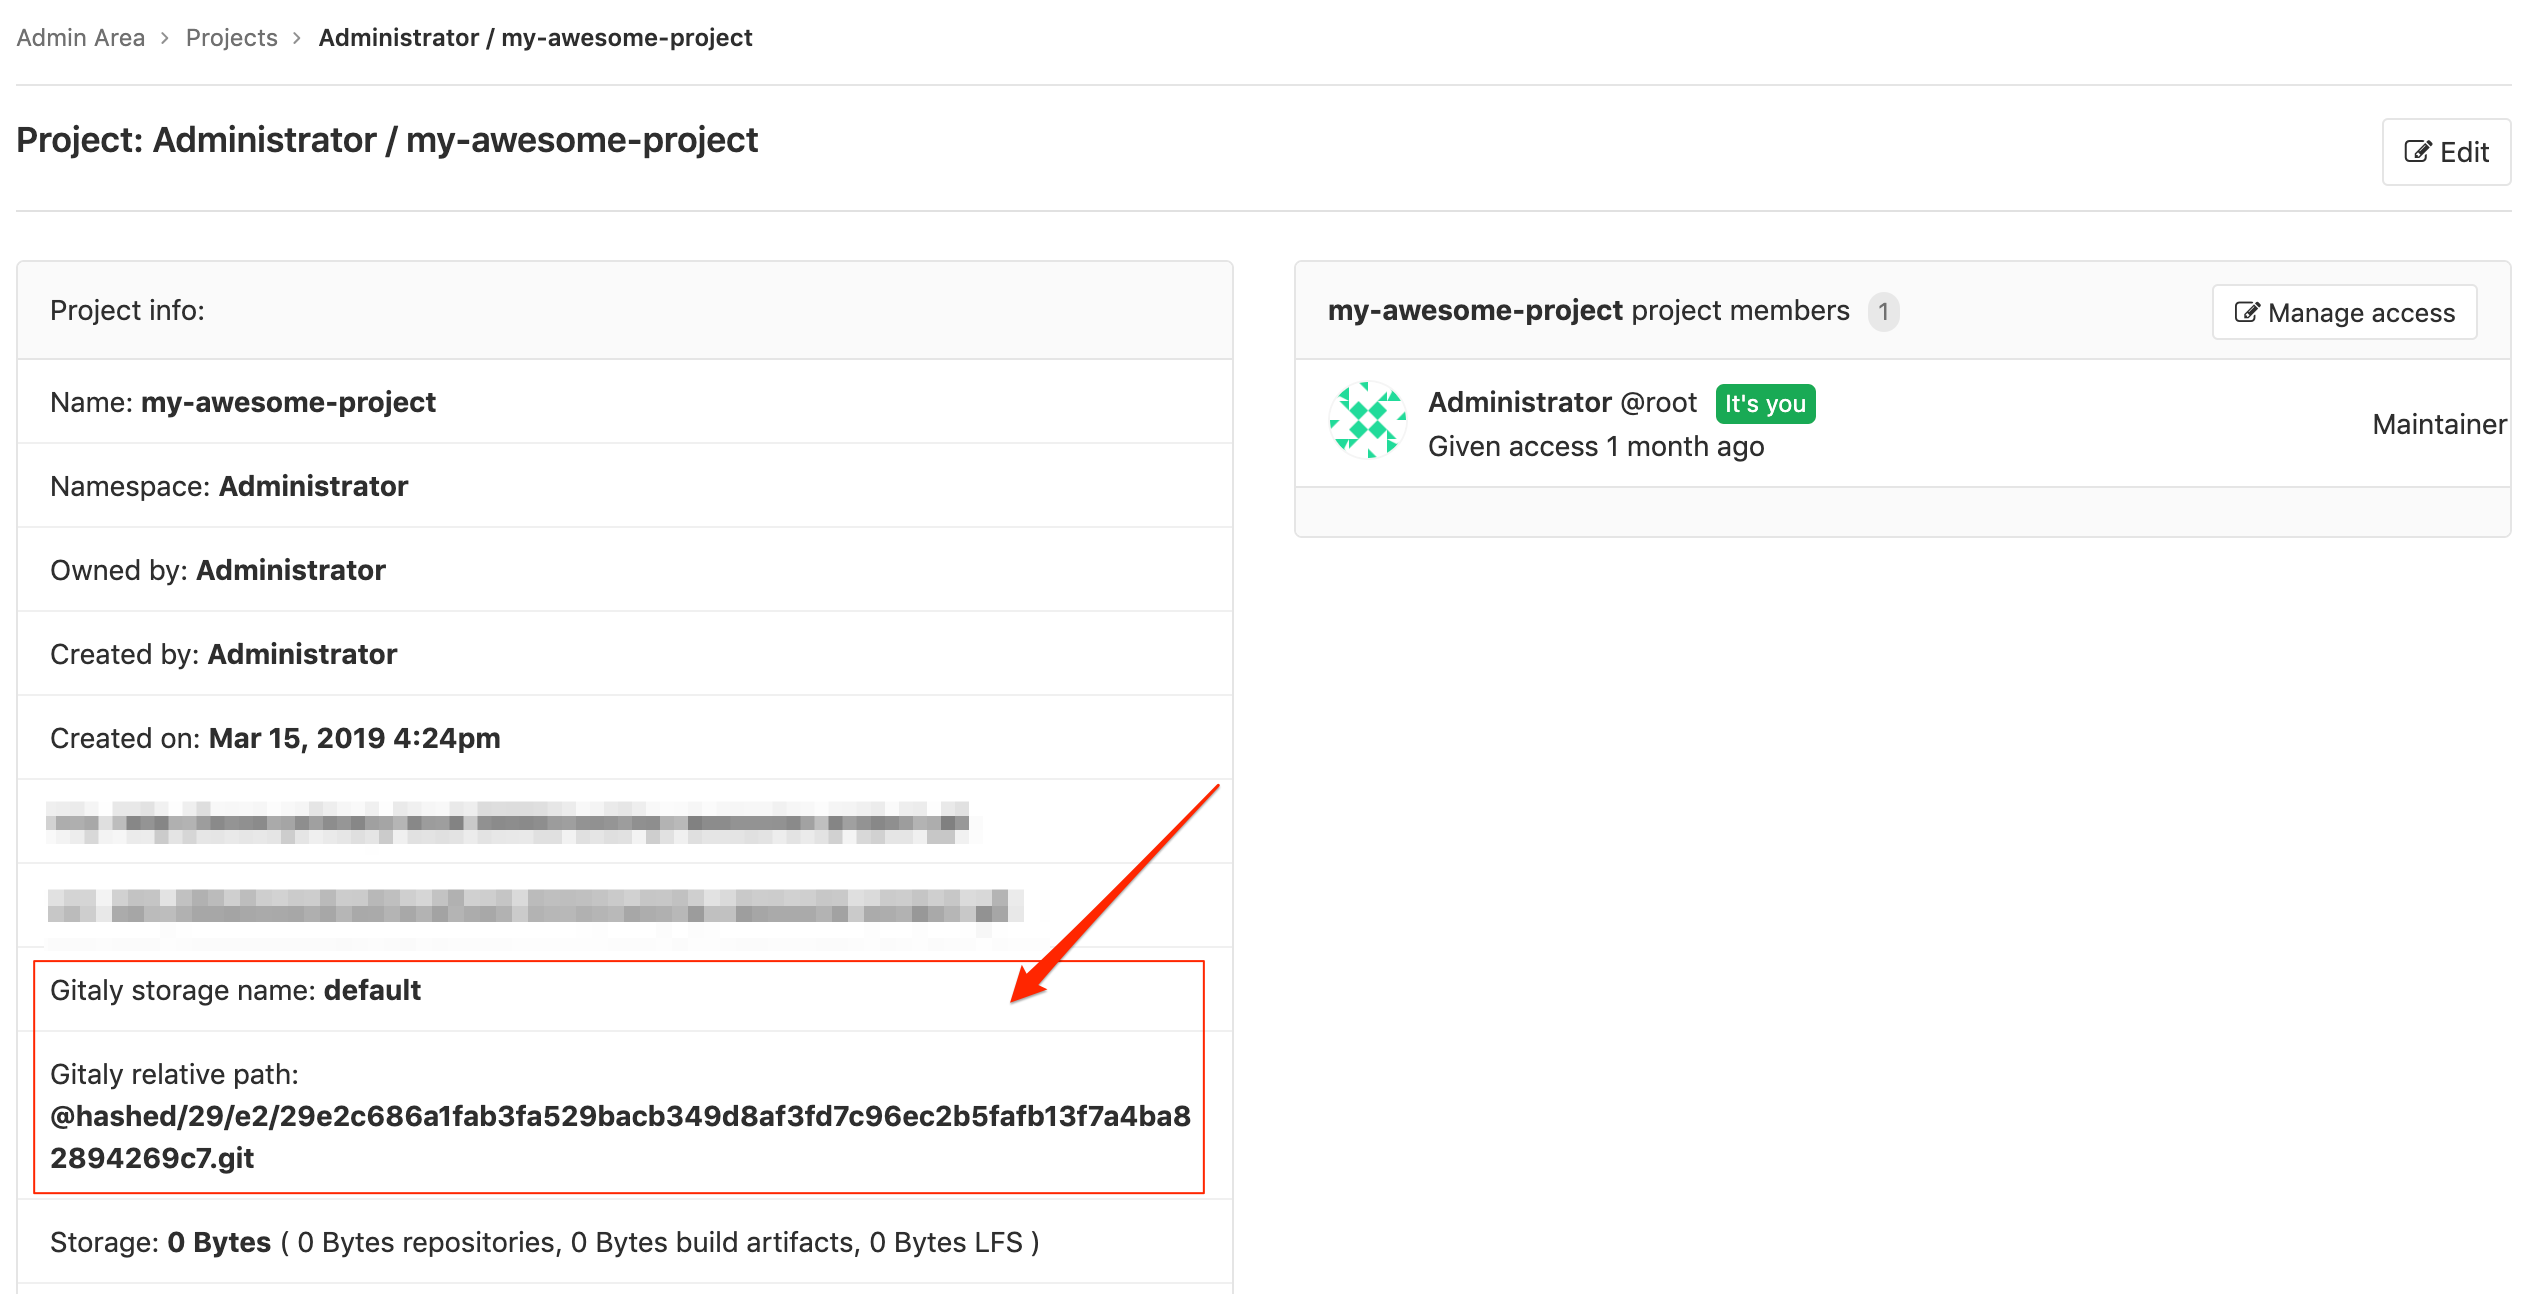 Admin Area > Projects > Administrator / my-awesome-project
Project: Administrator / my-awesome-project
Edit
Project info:
Name: my-awesome-project
Namespace: Administrator
Owned by: Administrator
Created by: Administrator
Created on: Mar 15, 2019 4:24pm
Gitaly storage name: default
Gitaly relative path:
@hashed/29/e2/29e2c686a1fab3fa529bacb349d8af3fd7c96ec2b5fafb13f7a4ba8
2894269c7.git
Storage: 0 Bytes ( 0 Bytes repositories, 0 Bytes build artifacts, 0 Bytes LFS )
my-awesome-project project members 1
Manage access
Administrator @root It's you
Given access 1 month ago
Maintainer